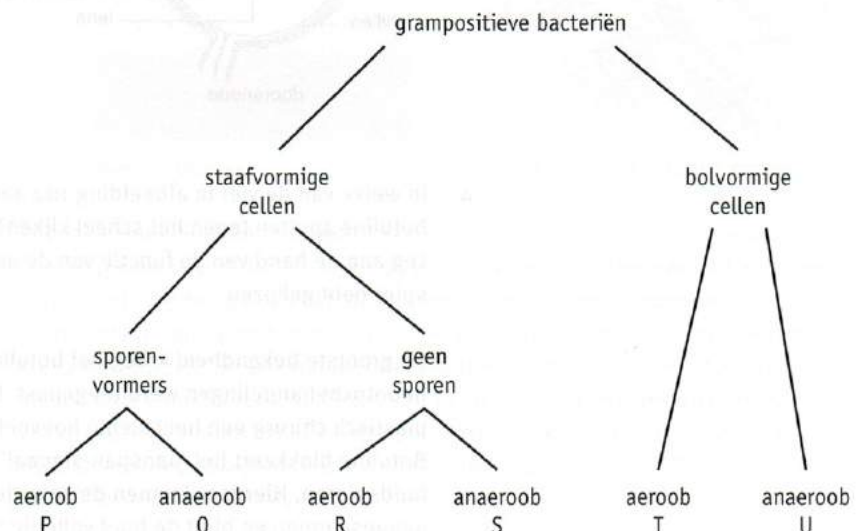 grampositieve bacteriën
staafvormige
cellen
bolvormige
cellen
sporen-
vormers
geen
sporen
aeroob anaeroob aeroob anaeroob aeroob anaeroob
P Q R S T U